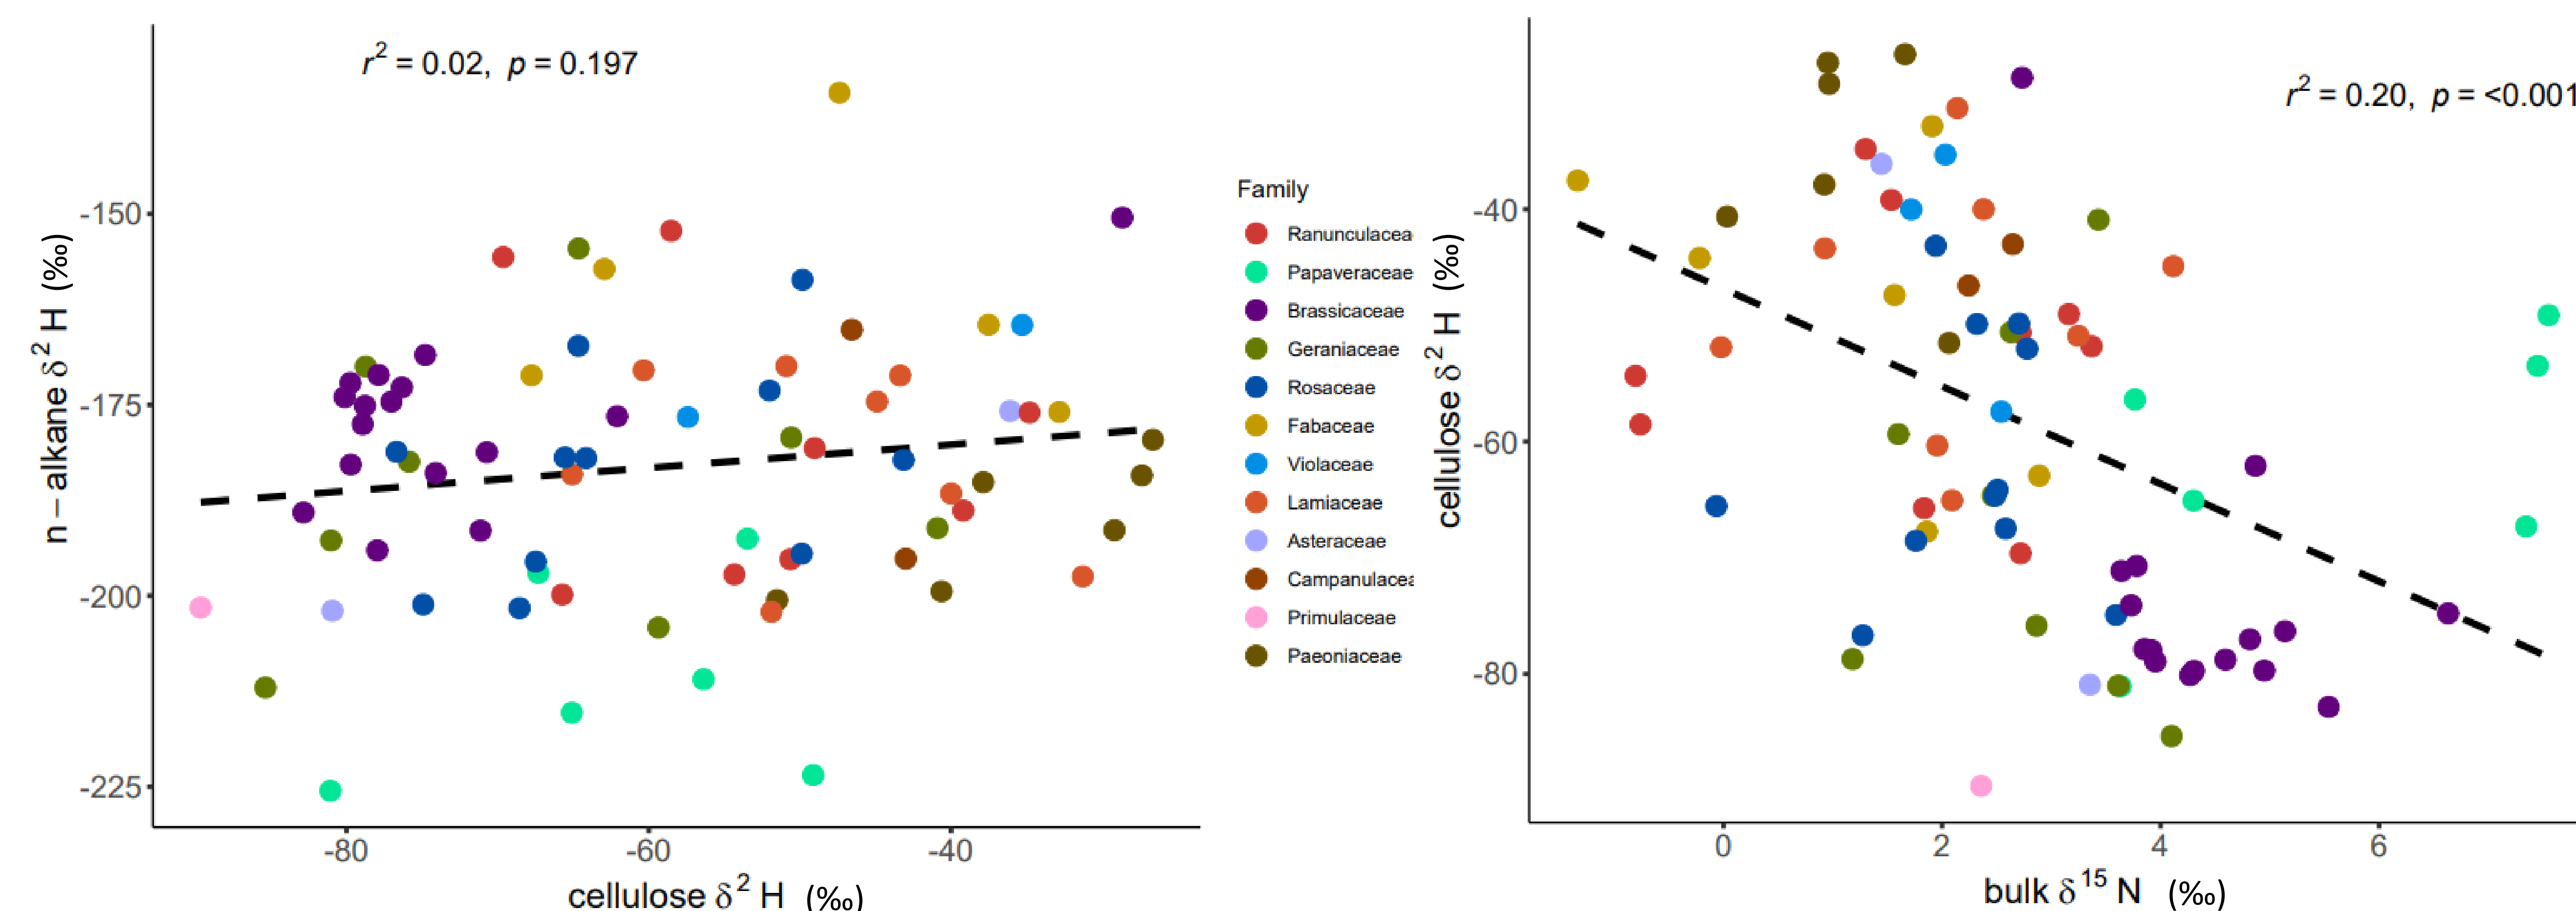 r² = 0.02, p = 0.197
n – alkane δ² H (‰)
-150
-175
-200
-225
-80 -60 -40
cellulose δ² H (‰)
Family
Ranunculacea
Papaveraceae
Brassicaceae
Geraniaceae
Rosaceae
Fabaceae
Violaceae
Lamiaceae
Asteraceae
Campanulacea
Primulaceae
Paeoniaceae
r² = 0.20, p = <0.001
cellulose δ² H (‰)
-40
-60
-80
0 2 4 6
bulk δ¹⁵ N (‰)